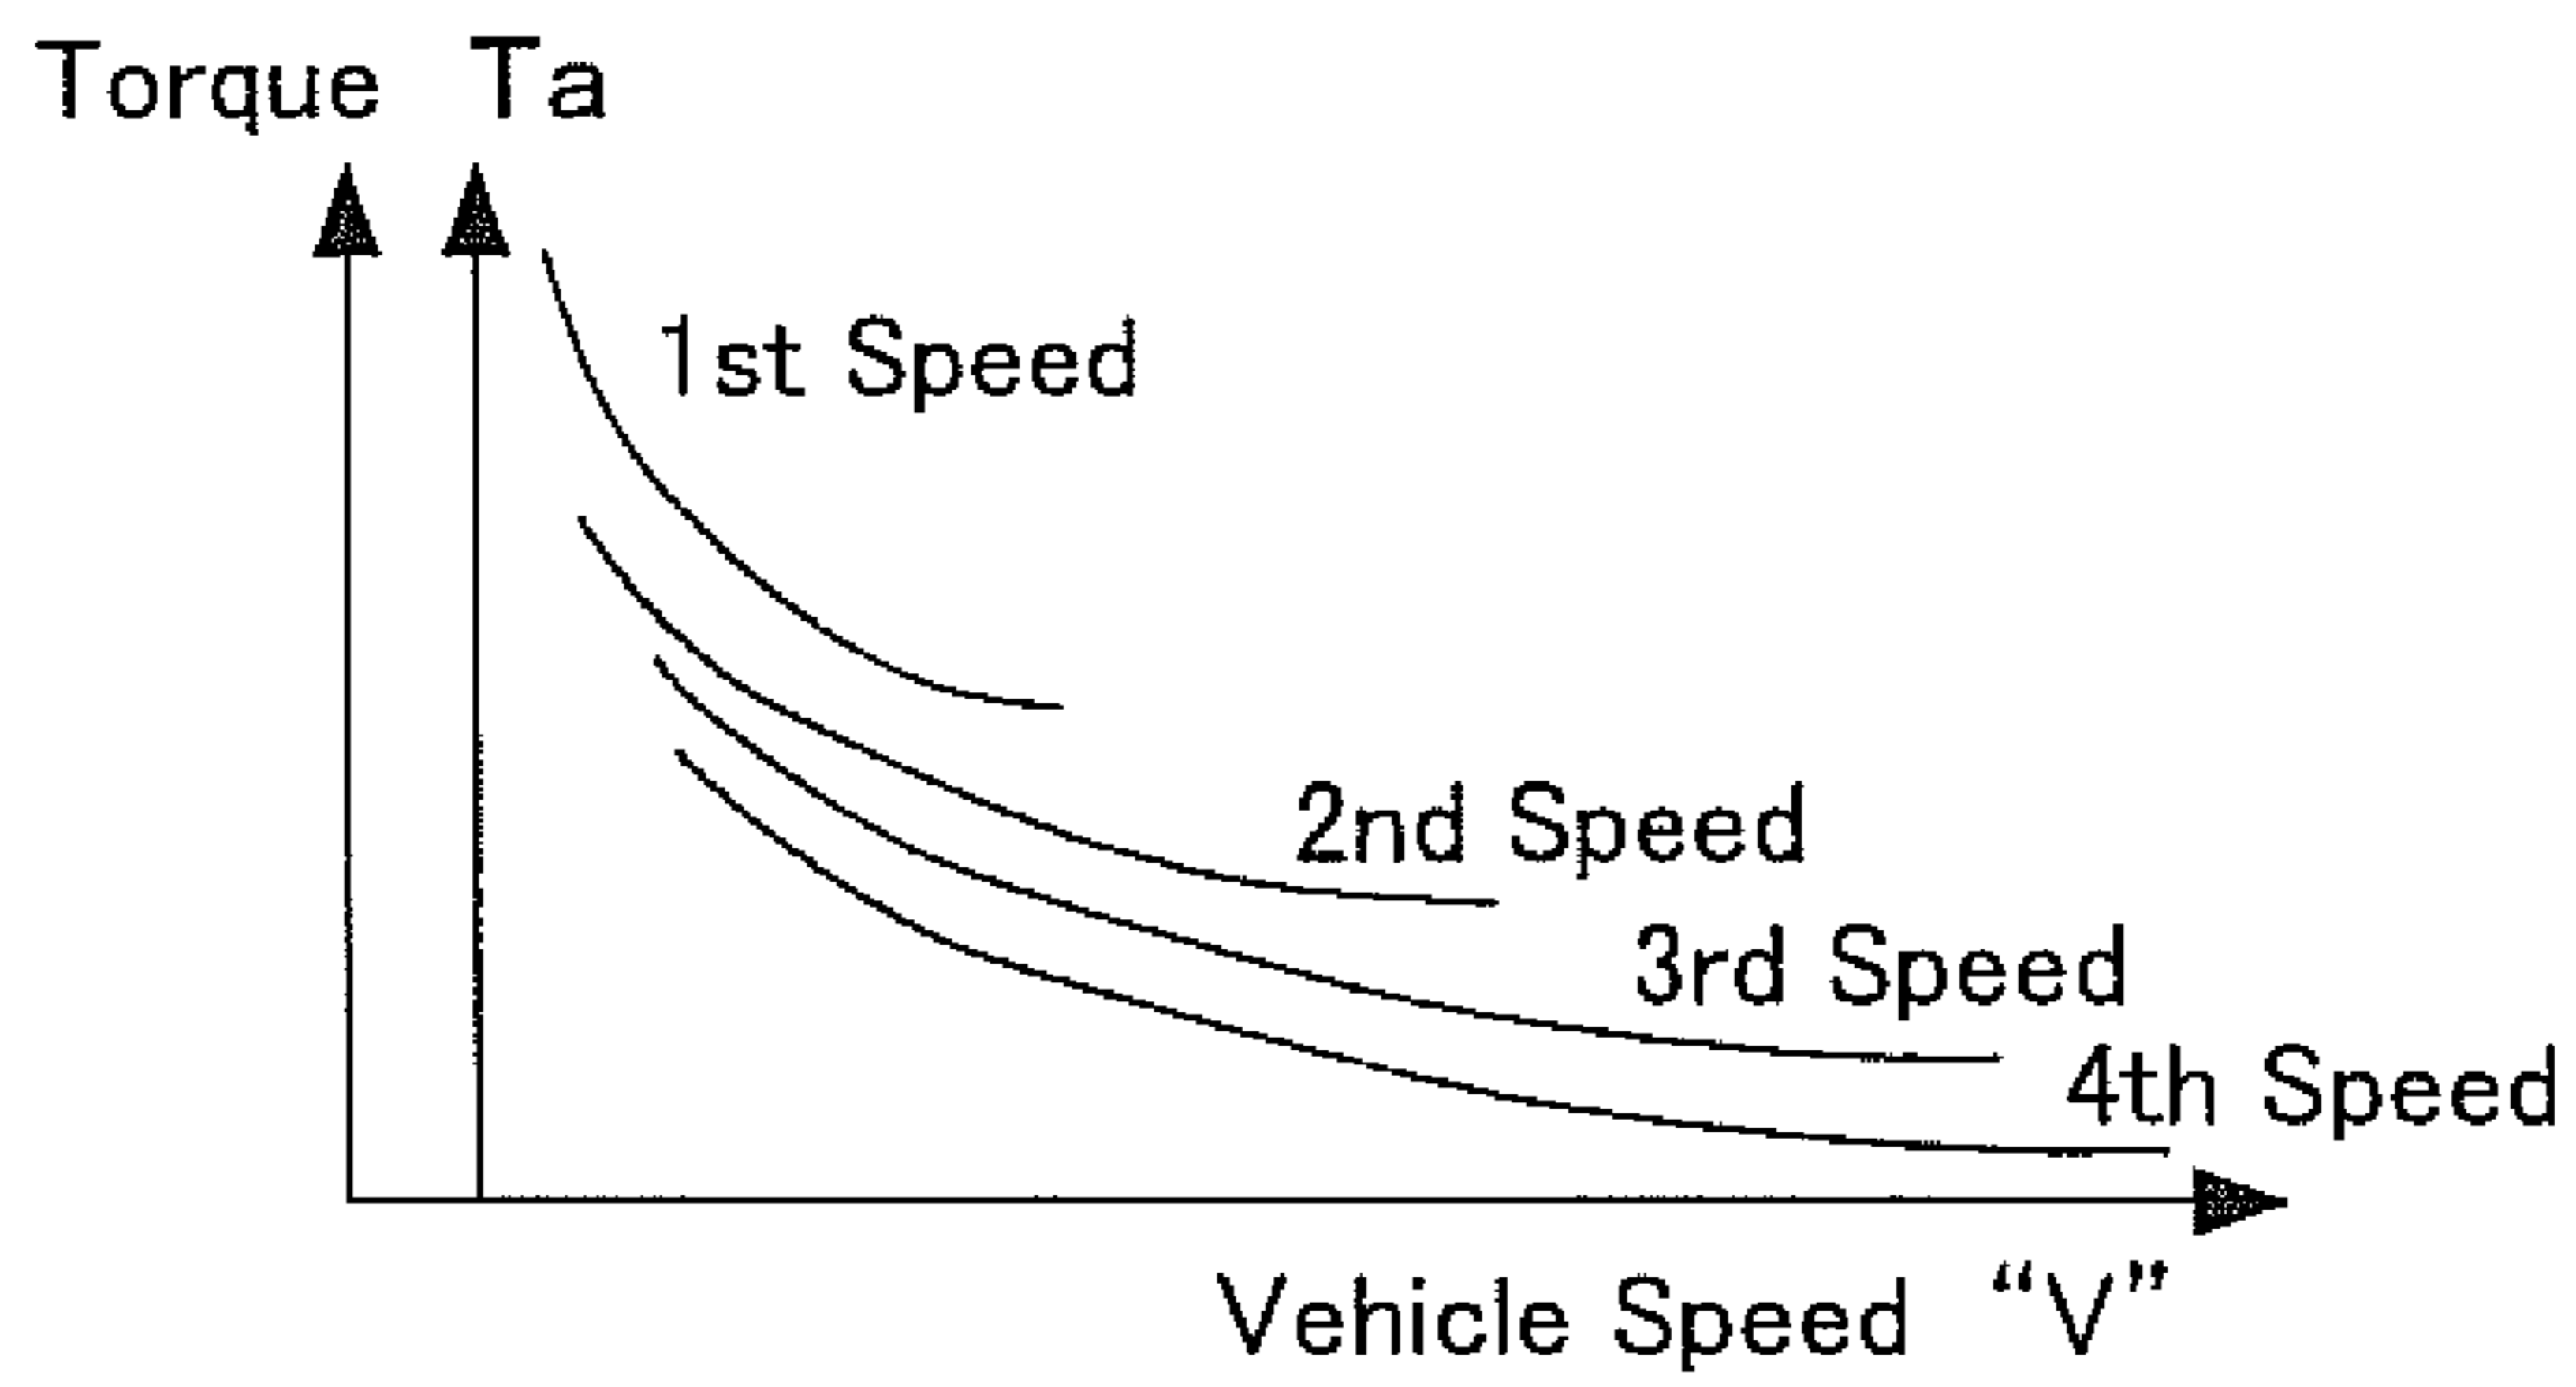 Torque Ta
1st Speed
2nd Speed
3rd Speed
4th Speed
Vehicle Speed “V”